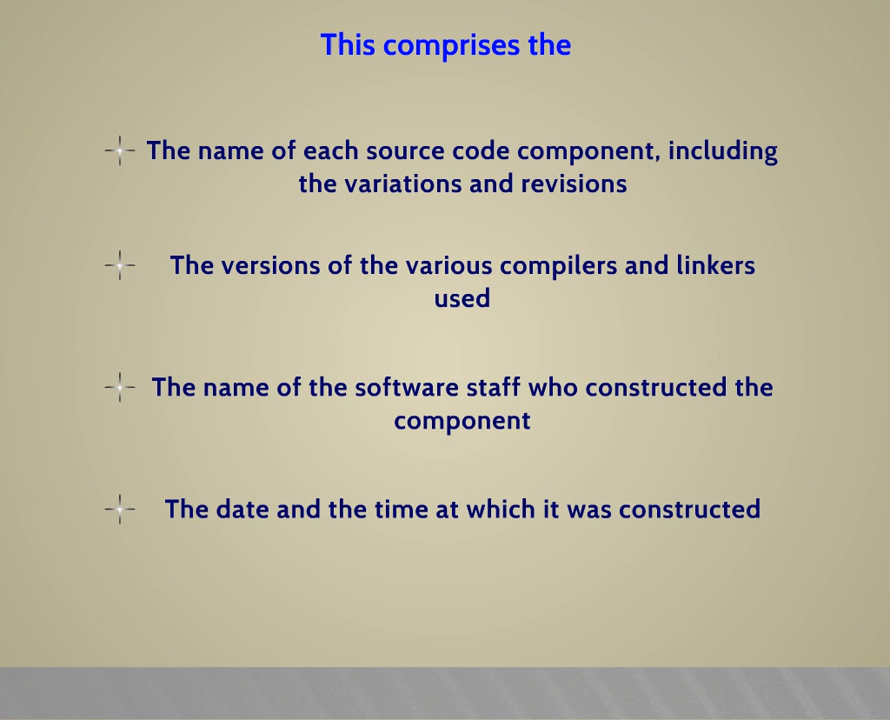 This comprises the
The name of each source code component, including
the variations and revisions
The versions of the various compilers and linkers
used
The name of the software staff who constructed the
component
The date and the time at which it was constructed